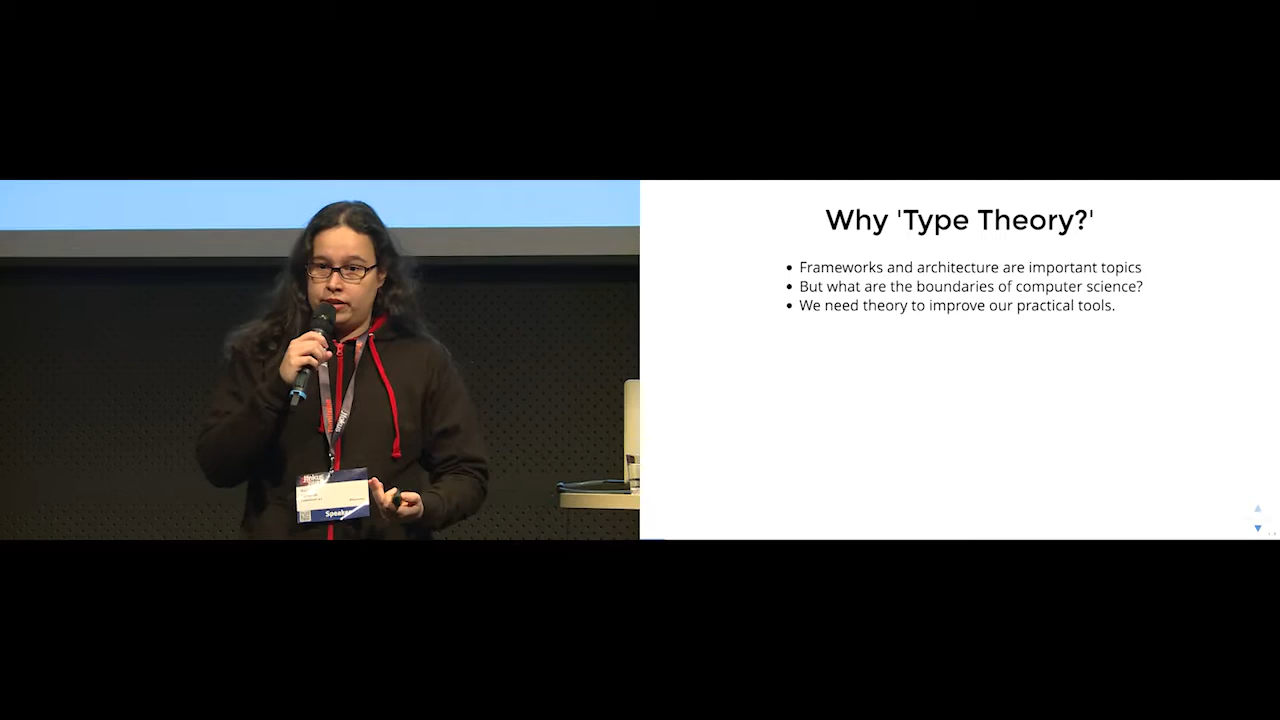 Why 'Type Theory?'
Frameworks and architecture are important topics
But what are the boundaries of computer science?
We need theory to improve our practical tools.
Speaker